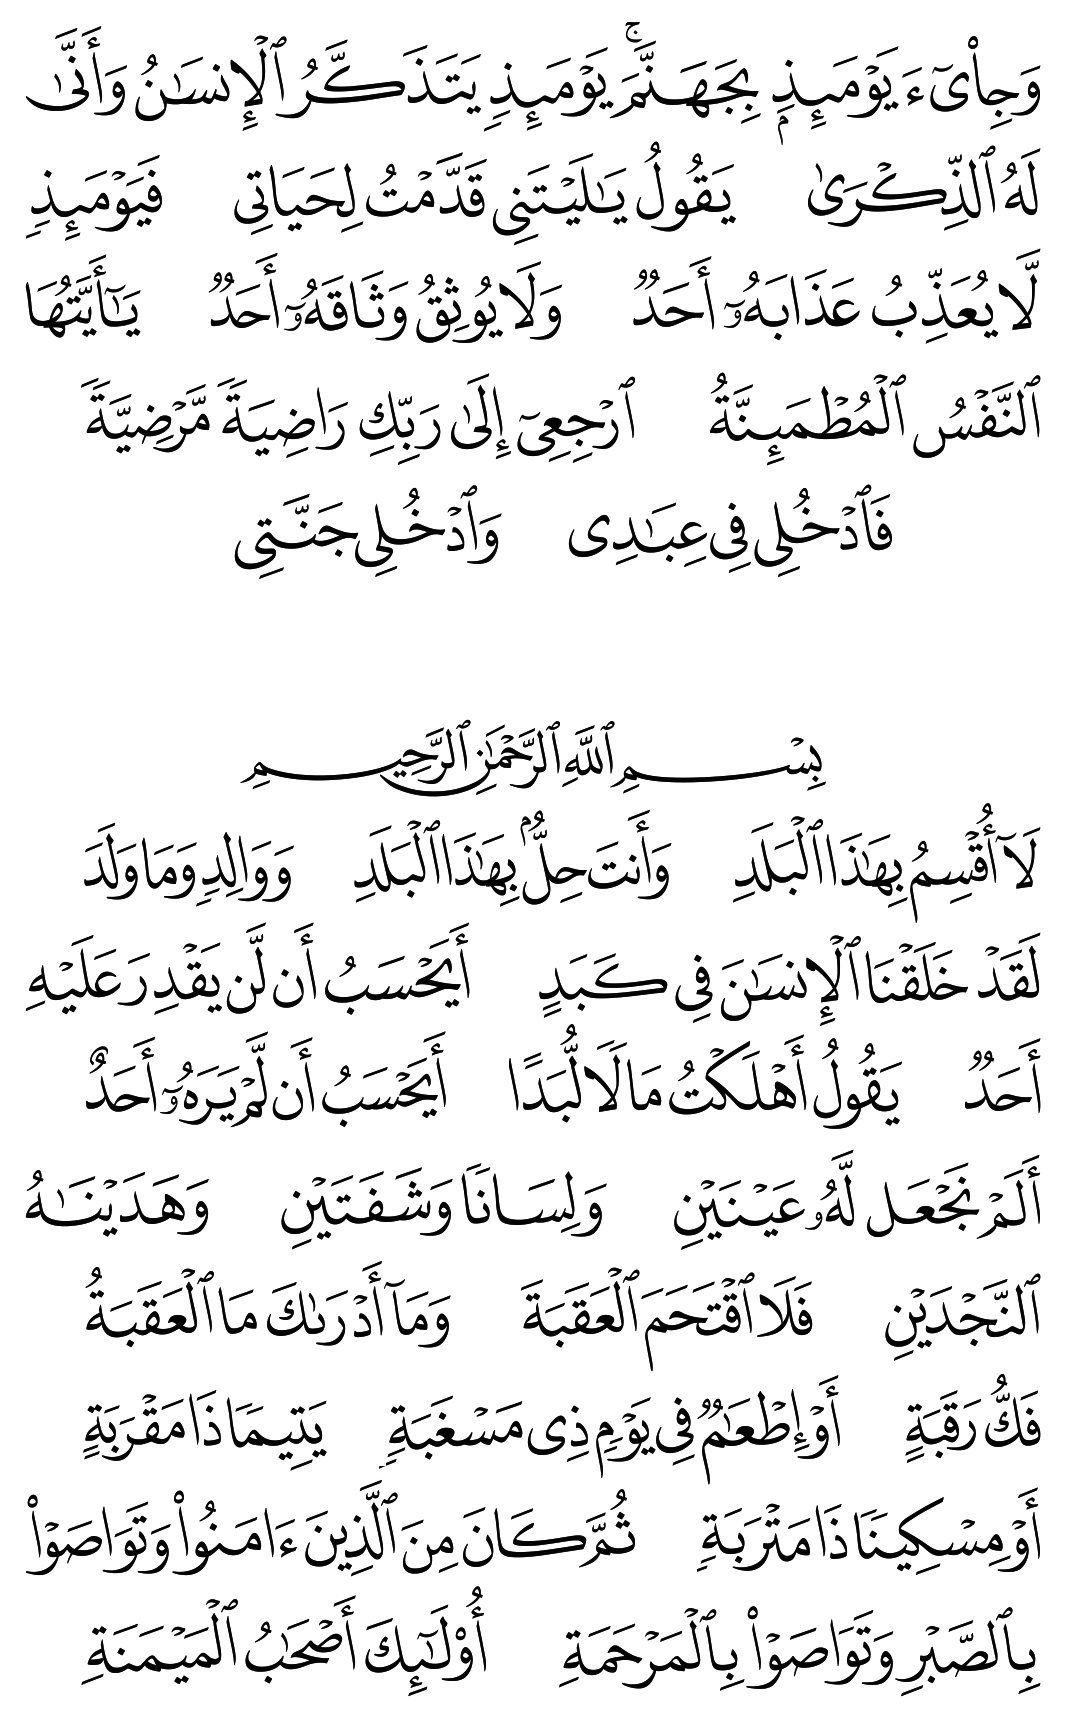 وَجِا۟ىٓءَ يَوْمَئِذٍۭ بِجَهَنَّمَ ۚ يَوْمَئِذٍ يَتَذَكَّرُ ٱلْإِنسَـٰنُ وَأَنَّىٰ
لَهُ ٱلذِّكْرَىٰ يَقُولُ يَـٰلَيْتَنِى قَدَّمْتُ لِحَيَاتِى فَيَوْمَئِذٍ
لَّا يُعَذِّبُ عَذَابَهُۥٓ أَحَدٌ وَلَا يُوثِقُ وَثَاقَهُۥٓ أَحَدٌ يَـٰٓأَيَّتُهَا
ٱلنَّفْسُ ٱلْمُطْمَئِنَّةُ ٱرْجِعِىٓ إِلَىٰ رَبِّكِ رَاضِيَةً مَّرْضِيَّةً
فَٱدْخُلِى فِى عِبَـٰدِى وَٱدْخُلِى جَنَّتِى
بِسْمِ ٱللَّهِ ٱلرَّحْمَـٰنِ ٱلرَّحِيمِ
لَآ أُقْسِمُ بِهَـٰذَا ٱلْبَلَدِ وَأَنتَ حِلٌّۢ بِهَـٰذَا ٱلْبَلَدِ وَوَالِدٍ وَمَا وَلَدَ
لَقَدْ خَلَقْنَا ٱلْإِنسَـٰنَ فِى كَبَدٍ أَيَحْسَبُ أَن لَّن يَقْدِرَ عَلَيْهِ
أَحَدٌ يَقُولُ أَهْلَكْتُ مَالًا لُّبَدًا أَيَحْسَبُ أَن لَّمْ يَرَهُۥٓ أَحَدٌ
أَلَمْ نَجْعَل لَّهُۥ عَيْنَيْنِ وَلِسَانًا وَشَفَتَيْنِ وَهَدَيْنَـٰهُ
ٱلنَّجْدَيْنِ فَلَا ٱقْتَحَمَ ٱلْعَقَبَةَ وَمَآ أَدْرَىٰكَ مَا ٱلْعَقَبَةُ
فَكُّ رَقَبَةٍ أَوْ إِطْعَـٰمٌ فِى يَوْمٍ ذِى مَسْغَبَةٍ يَتِيمًا ذَا مَقْرَبَةٍ
أَوْ مِسْكِينًا ذَا مَتْرَبَةٍ ثُمَّ كَانَ مِنَ ٱلَّذِينَ ءَامَنُوا۟ وَتَوَاصَوْا۟
بِٱلصَّبْرِ وَتَوَاصَوْا۟ بِٱلْمَرْحَمَةِ أُو۟لَـٰٓئِكَ أَصْحَـٰبُ ٱلْمَيْمَنَةِ